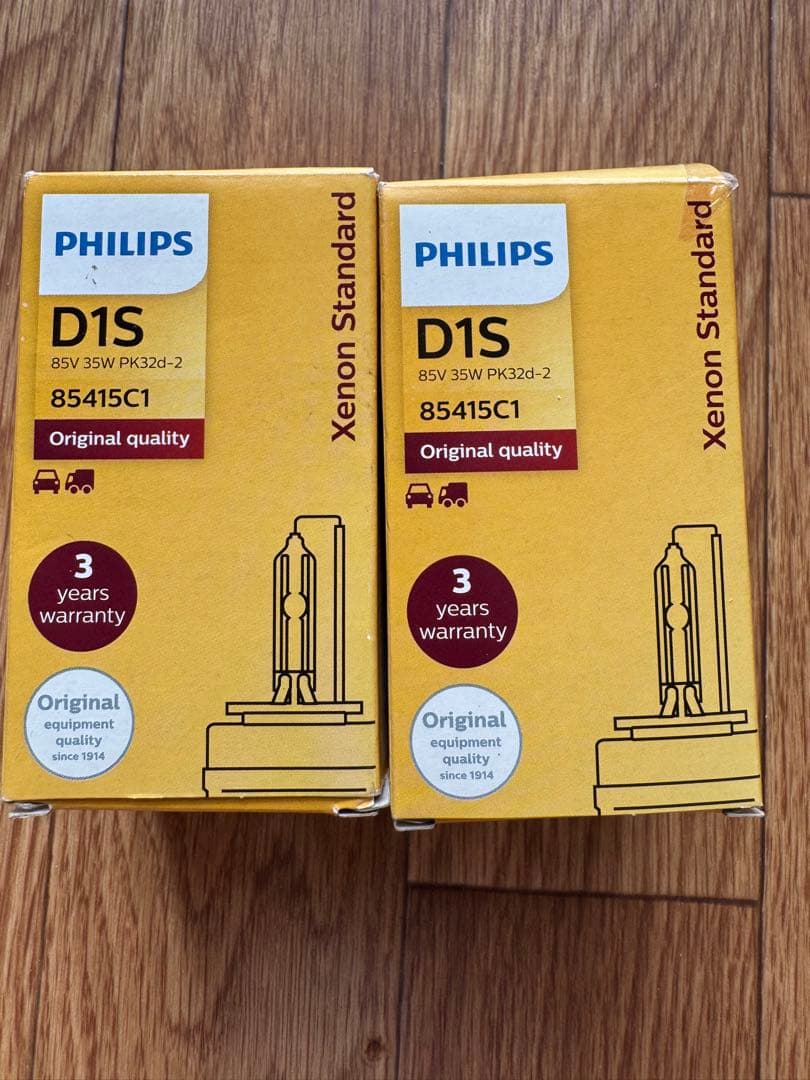 PHILIPS
D1S
85V 35W PK32d-2
85415C1
Original quality
Xenon Standard
3
years
warranty
Original
equipment
quality
since 1914
PHILIPS
D1S
85V 35W PK32d-2
85415C1
Original quality
Xenon Standard
3
years
warranty
Original
equipment
quality
since 1914